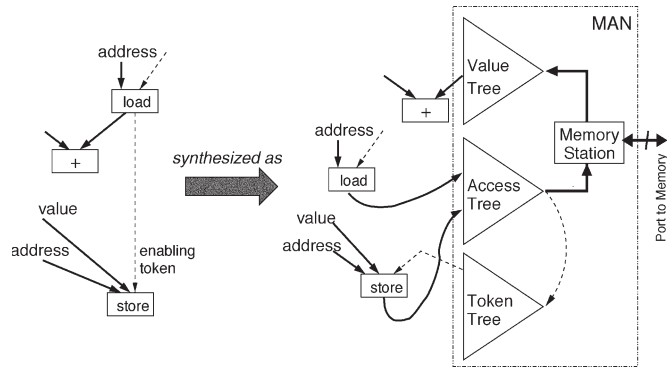 address
load
+
value
address
enabling
token
store
synthesized as
address
load
+
value
address
store
MAN
Value
Tree
Memory
Station
Access
Tree
Token
Tree
Port to Memory